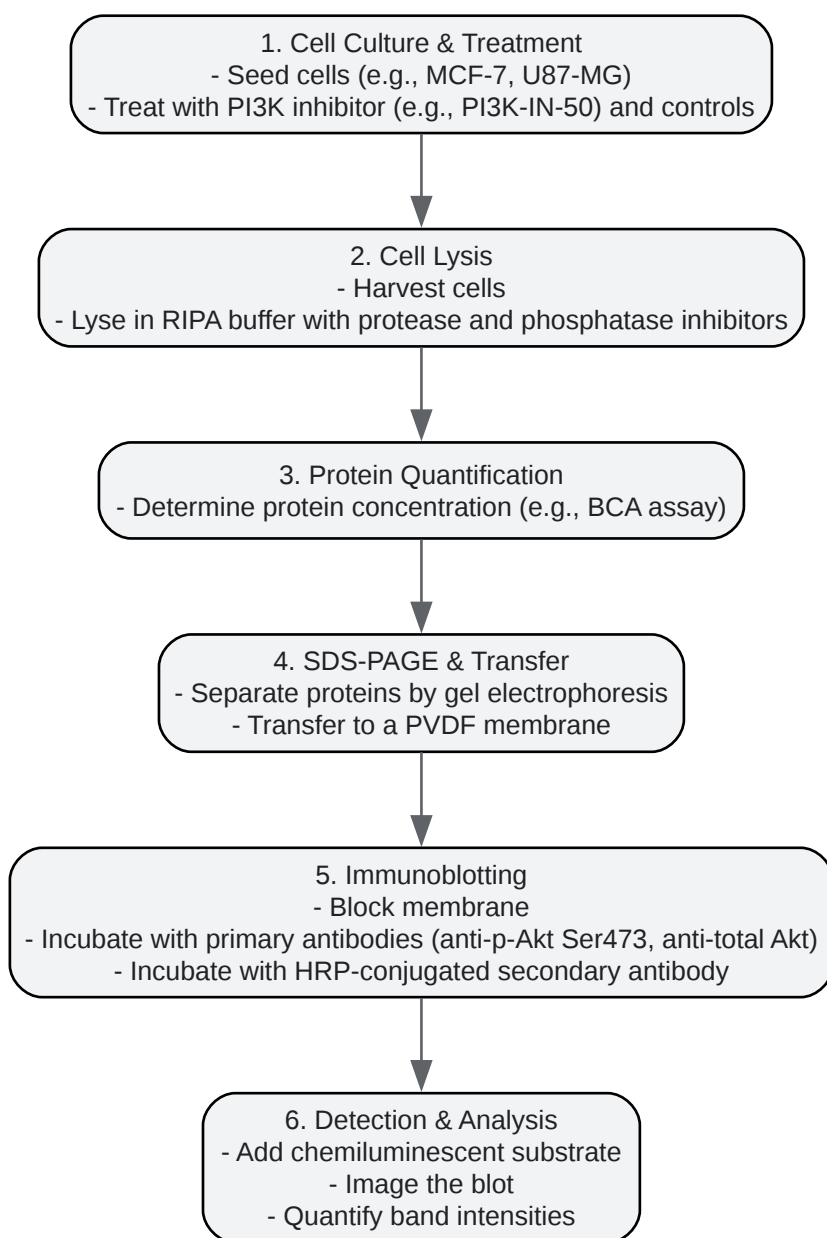 1. Cell Culture & Treatment
- Seed cells (e.g., MCF-7, U87-MG)
- Treat with PI3K inhibitor (e.g., PI3K-IN-50) and controls
2. Cell Lysis
- Harvest cells
- Lyse in RIPA buffer with protease and phosphatase inhibitors
3. Protein Quantification
- Determine protein concentration (e.g., BCA assay)
4. SDS-PAGE & Transfer
- Separate proteins by gel electrophoresis
- Transfer to a PVDF membrane
5. Immunoblotting
- Block membrane
- Incubate with primary antibodies (anti-p-Akt Ser473, anti-total Akt)
- Incubate with HRP-conjugated secondary antibody
6. Detection & Analysis
- Add chemiluminescent substrate
- Image the blot
- Quantify band intensities